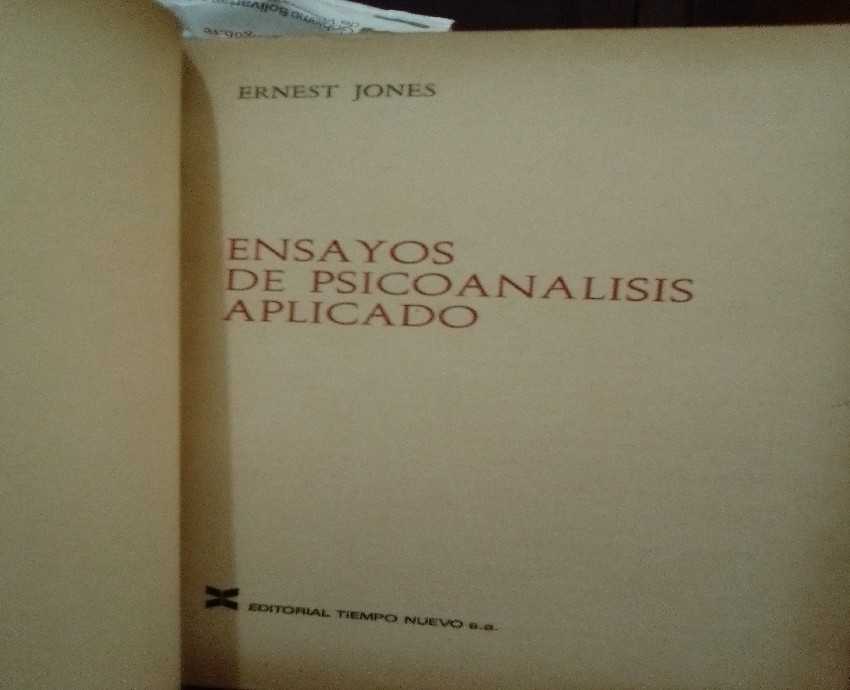 ERNEST JONES
ENSAYOS
DE PSICOANALISIS
APLICADO
EDITORIAL TIEMPO NUEVO s.a.